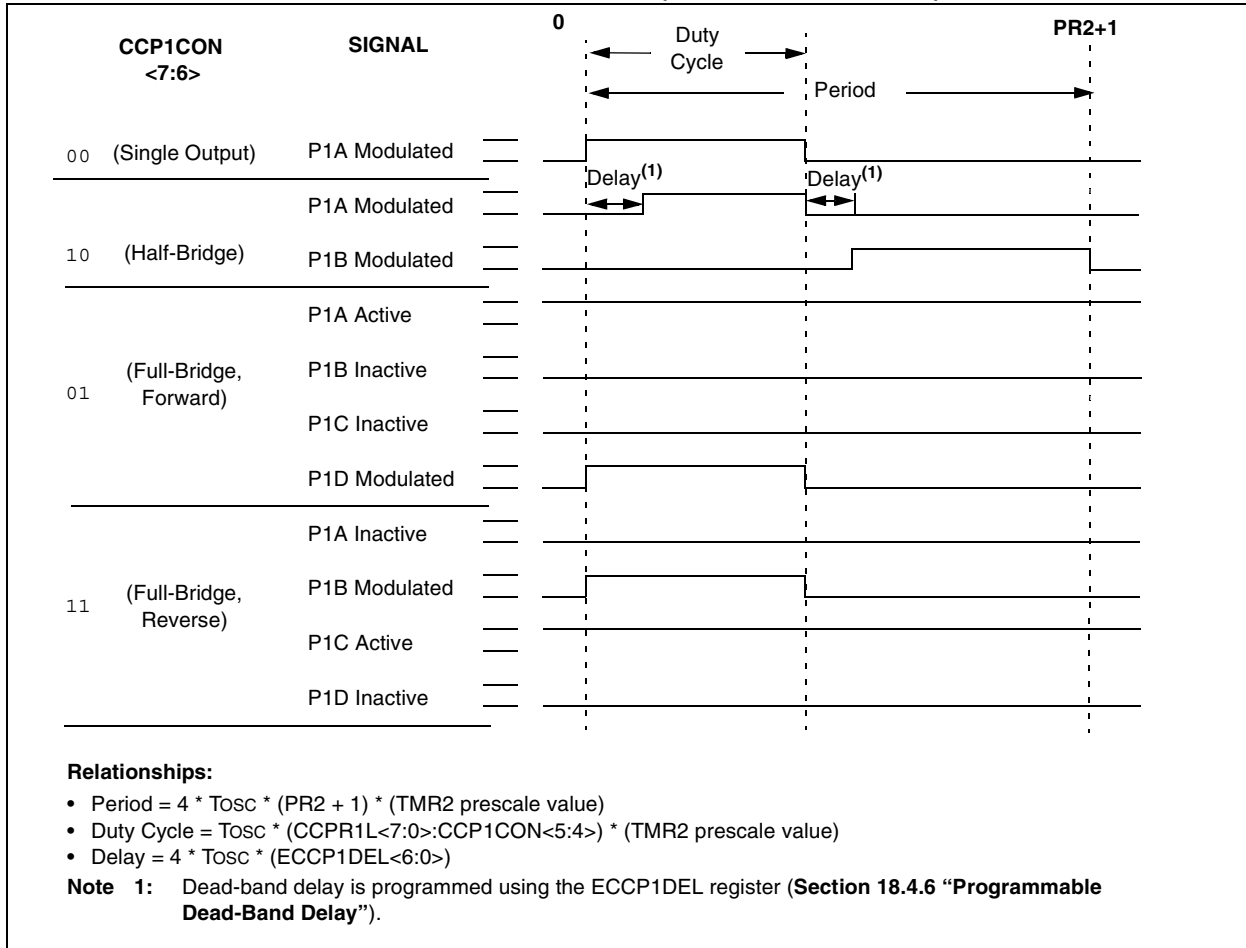 0
PR2+1
CCP1CON
<7:6>
SIGNAL
Duty
Cycle
Period
00 (Single Output) P1A Modulated
Delay(1) Delay(1)
P1A Modulated
10 (Half-Bridge) P1B Modulated
P1A Active
01 (Full-Bridge,
Forward)
P1B Inactive
P1C Inactive
P1D Modulated
P1A Inactive
11 (Full-Bridge,
Reverse)
P1B Modulated
P1C Active
P1D Inactive
Relationships:
• Period = 4 * TOSC * (PR2 + 1) * (TMR2 prescale value)
• Duty Cycle = TOSC * (CCPR1L<7:0>:CCP1CON<5:4>) * (TMR2 prescale value)
• Delay = 4 * TOSC * (ECCP1DEL<6:0>)
Note 1: Dead-band delay is programmed using the ECCP1DEL register (Section 18.4.6 “Programmable
Dead-Band Delay”).